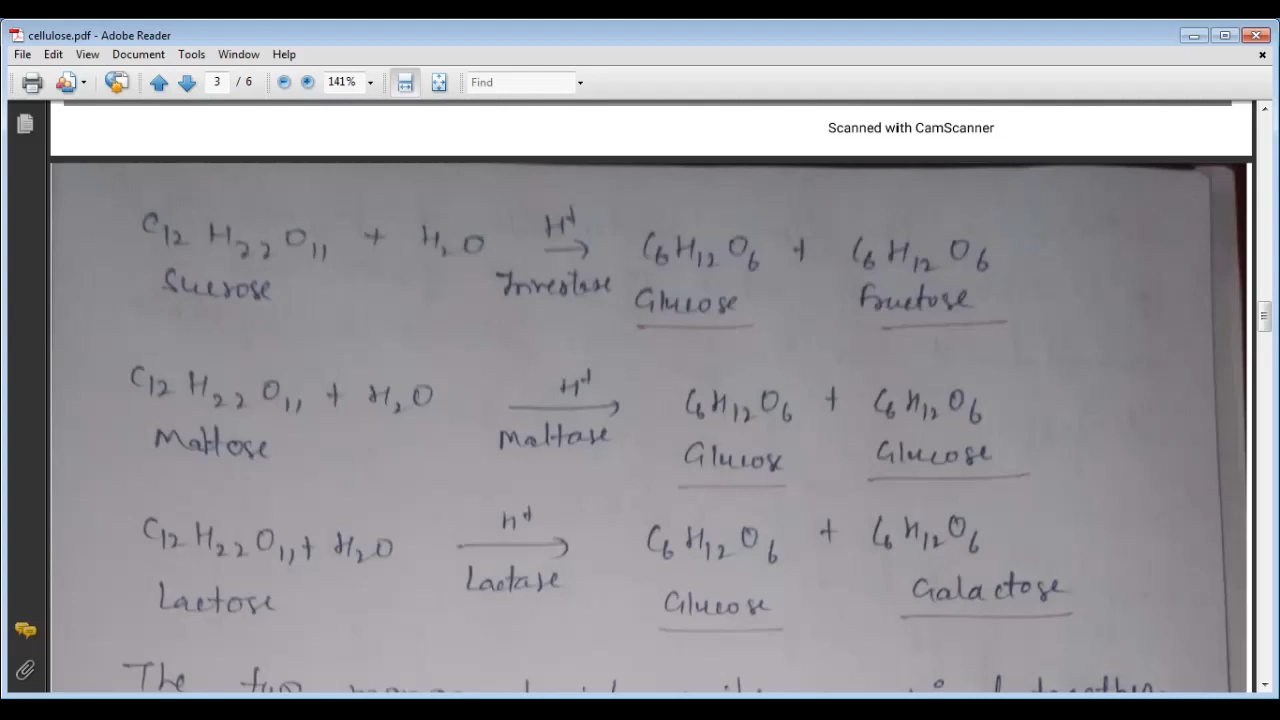 cellulose.pdf - Adobe Reader
File Edit View Document Tools Window Help
3 / 6 141% Find
Scanned with CamScanner
C12 H22 O11 + H2O H+ → C6H12O6 + C6H12O6
Sucrose Invertase Glucose Fructose
C12 H22 O11 + H2O H+ → C6H12O6 + C6H12O6
Maltose Maltase Glucose Glucose
C12 H22 O11 + H2O H+ → C6H12O6 + C6H12O6
Lactose Lactase Glucose Galactose
The two together